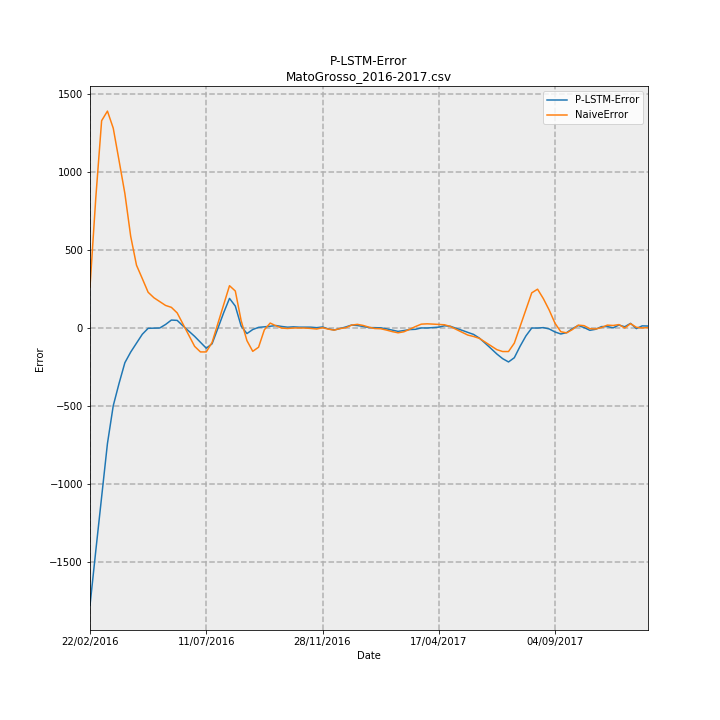 P-LSTM-Error
MatoGrosso_2016-2017.csv
P-LSTM-Error
NaiveError
1500
1000
500
0
−500
−1000
−1500
Error
22/02/2016 11/07/2016 28/11/2016 17/04/2017 04/09/2017
Date